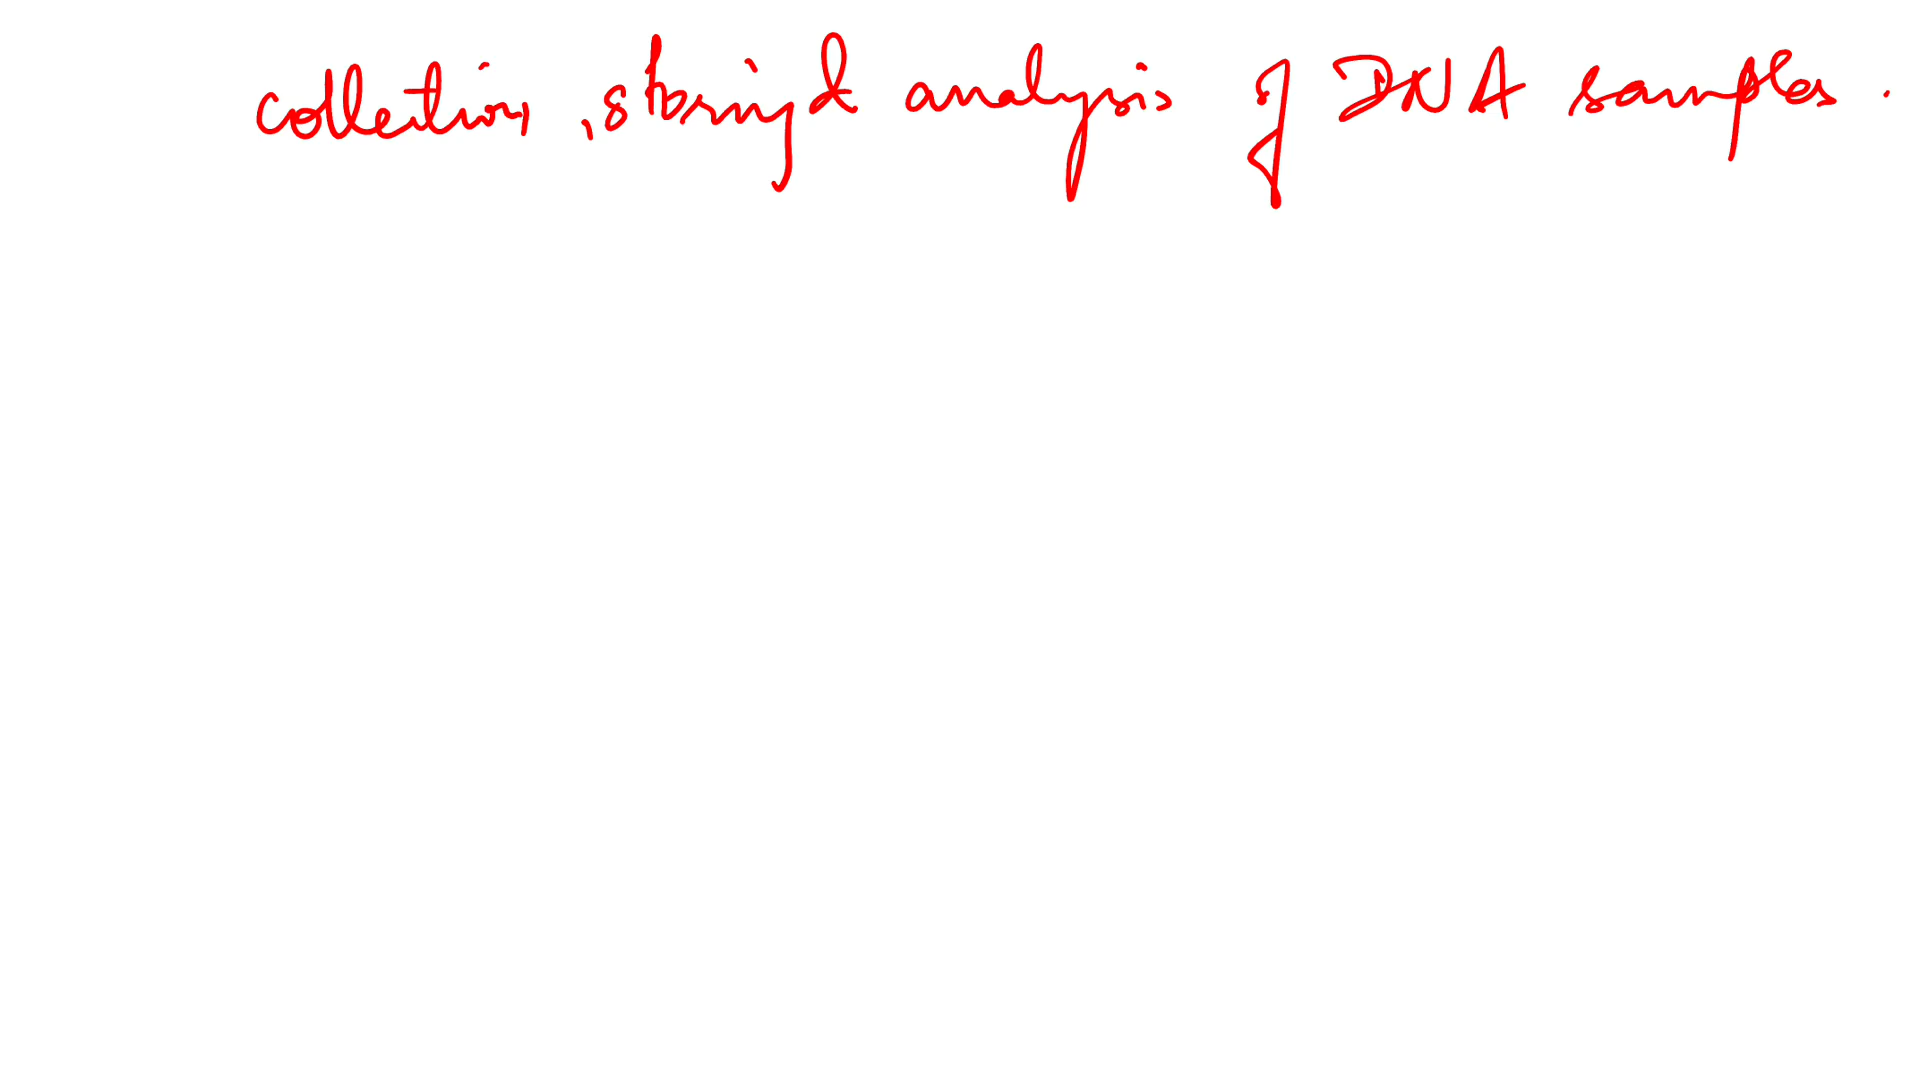 collection, storing & analysis of DNA samples.